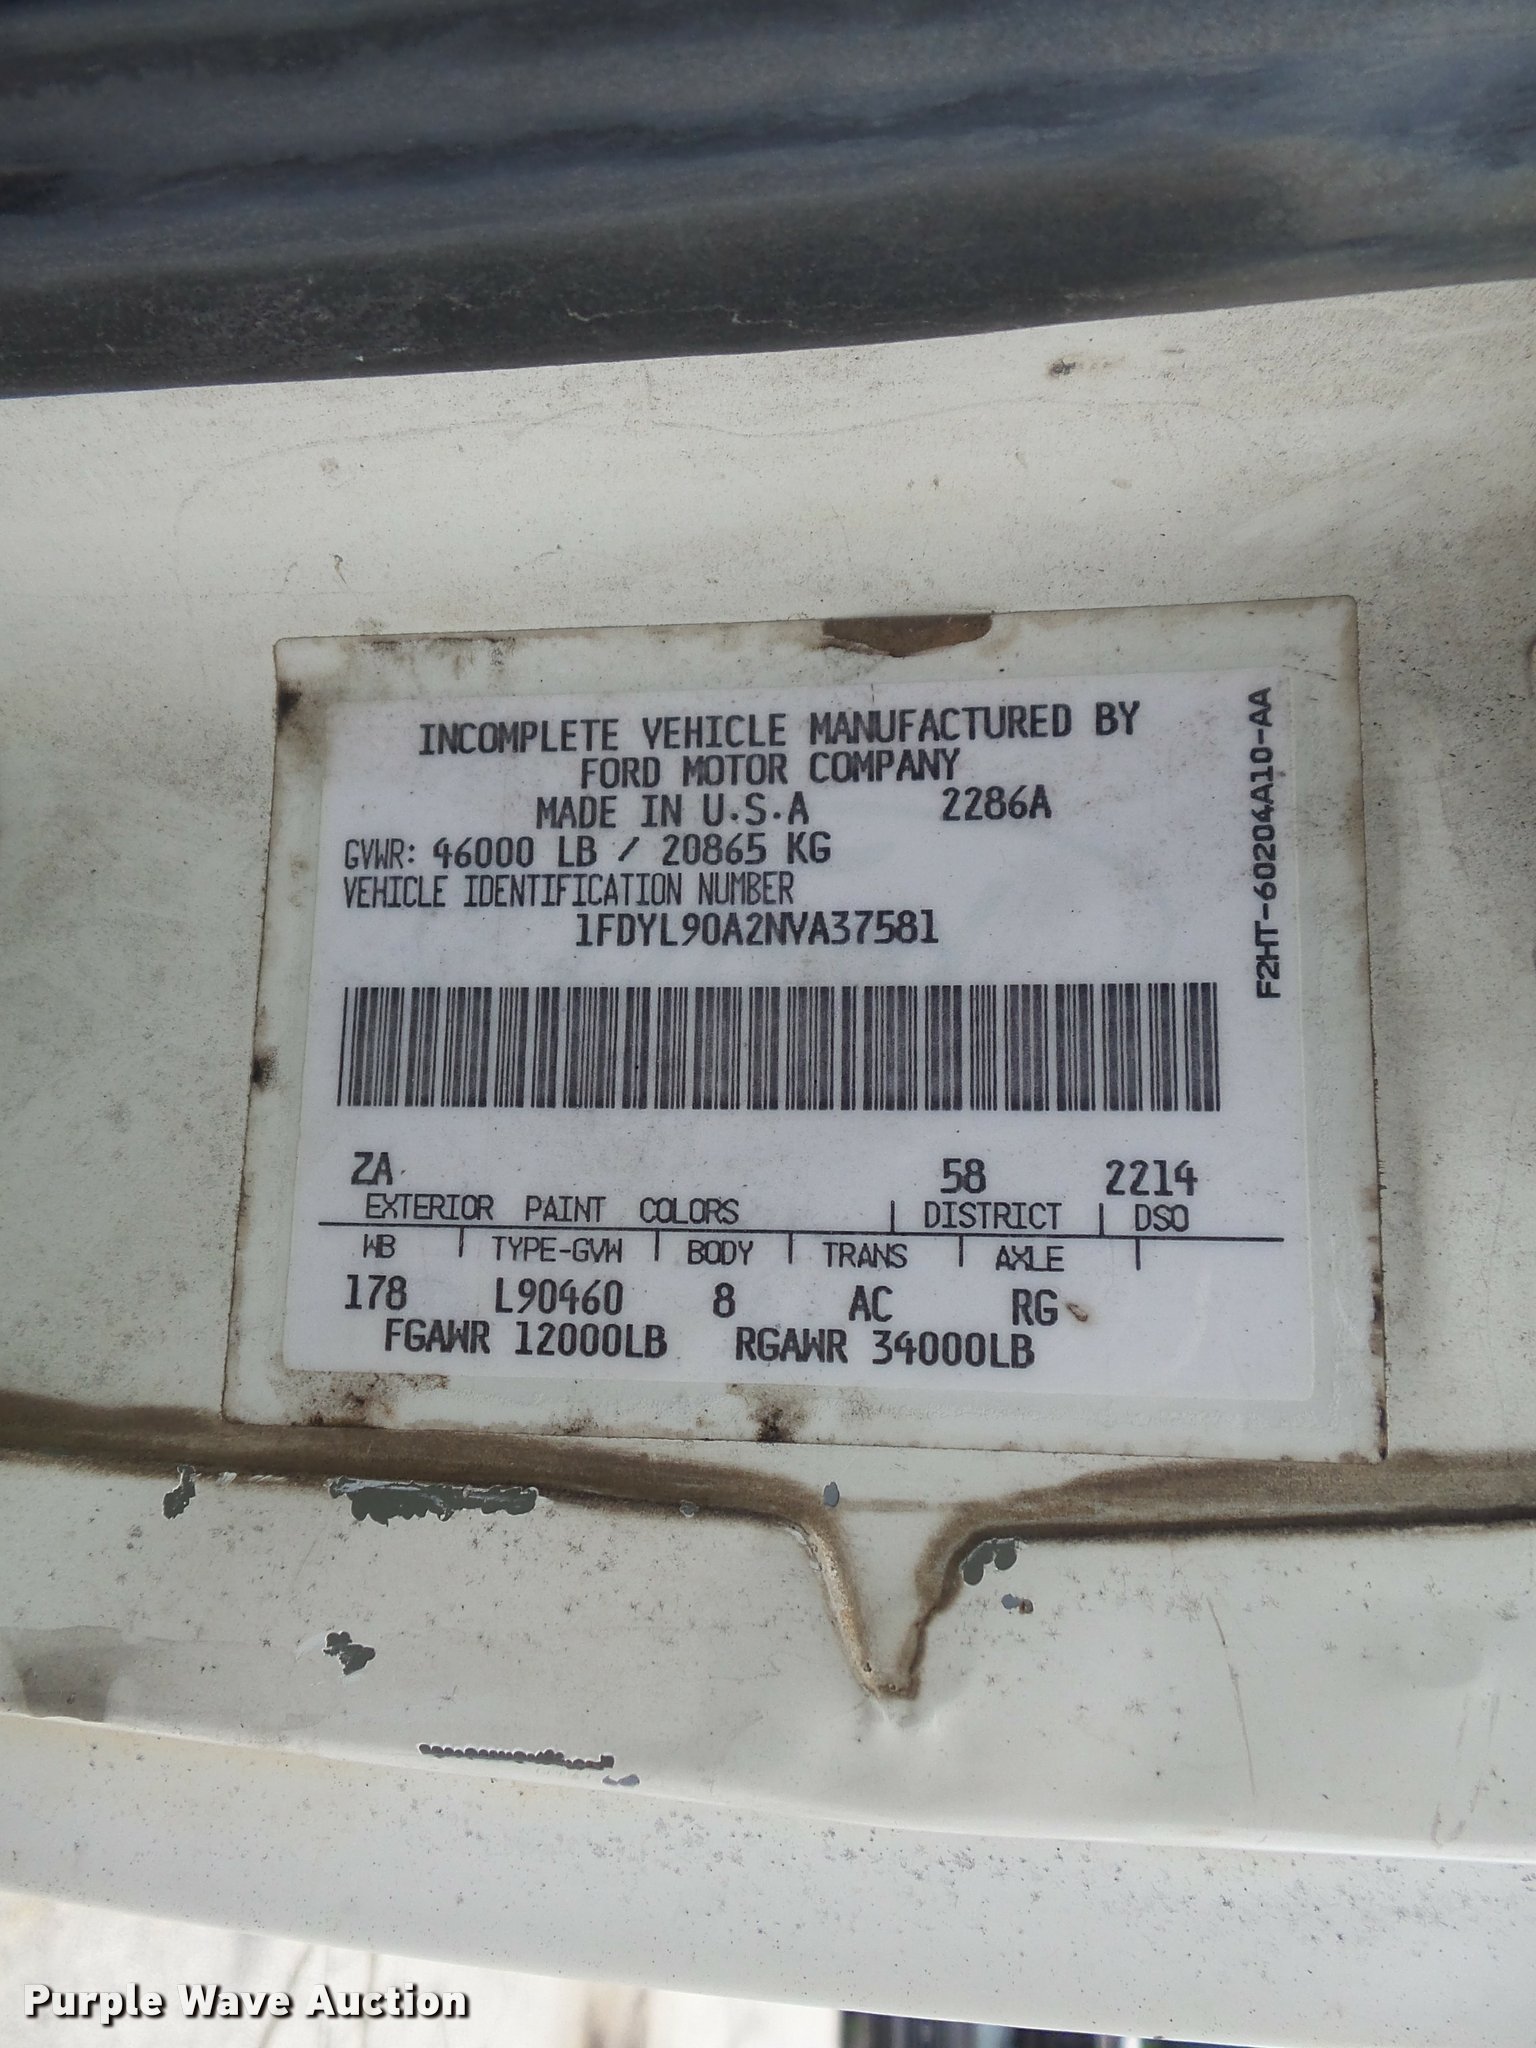 INCOMPLETE VEHICLE MANUFACTURED BY
FORD MOTOR COMPANY
MADE IN U.S.A 2286A
GVWR: 46000 LB / 20865 KG
VEHICLE IDENTIFICATION NUMBER
1FDYL90A2NVA37581
F2HT-60204A10-AA
ZA 58 2214
EXTERIOR PAINT COLORS DISTRICT DSO
WB TYPE-GVW BODY TRANS AXLE
178 L90460 8 AC RG
FGAWR 12000LB RGAWR 34000LB
Purple Wave Auction